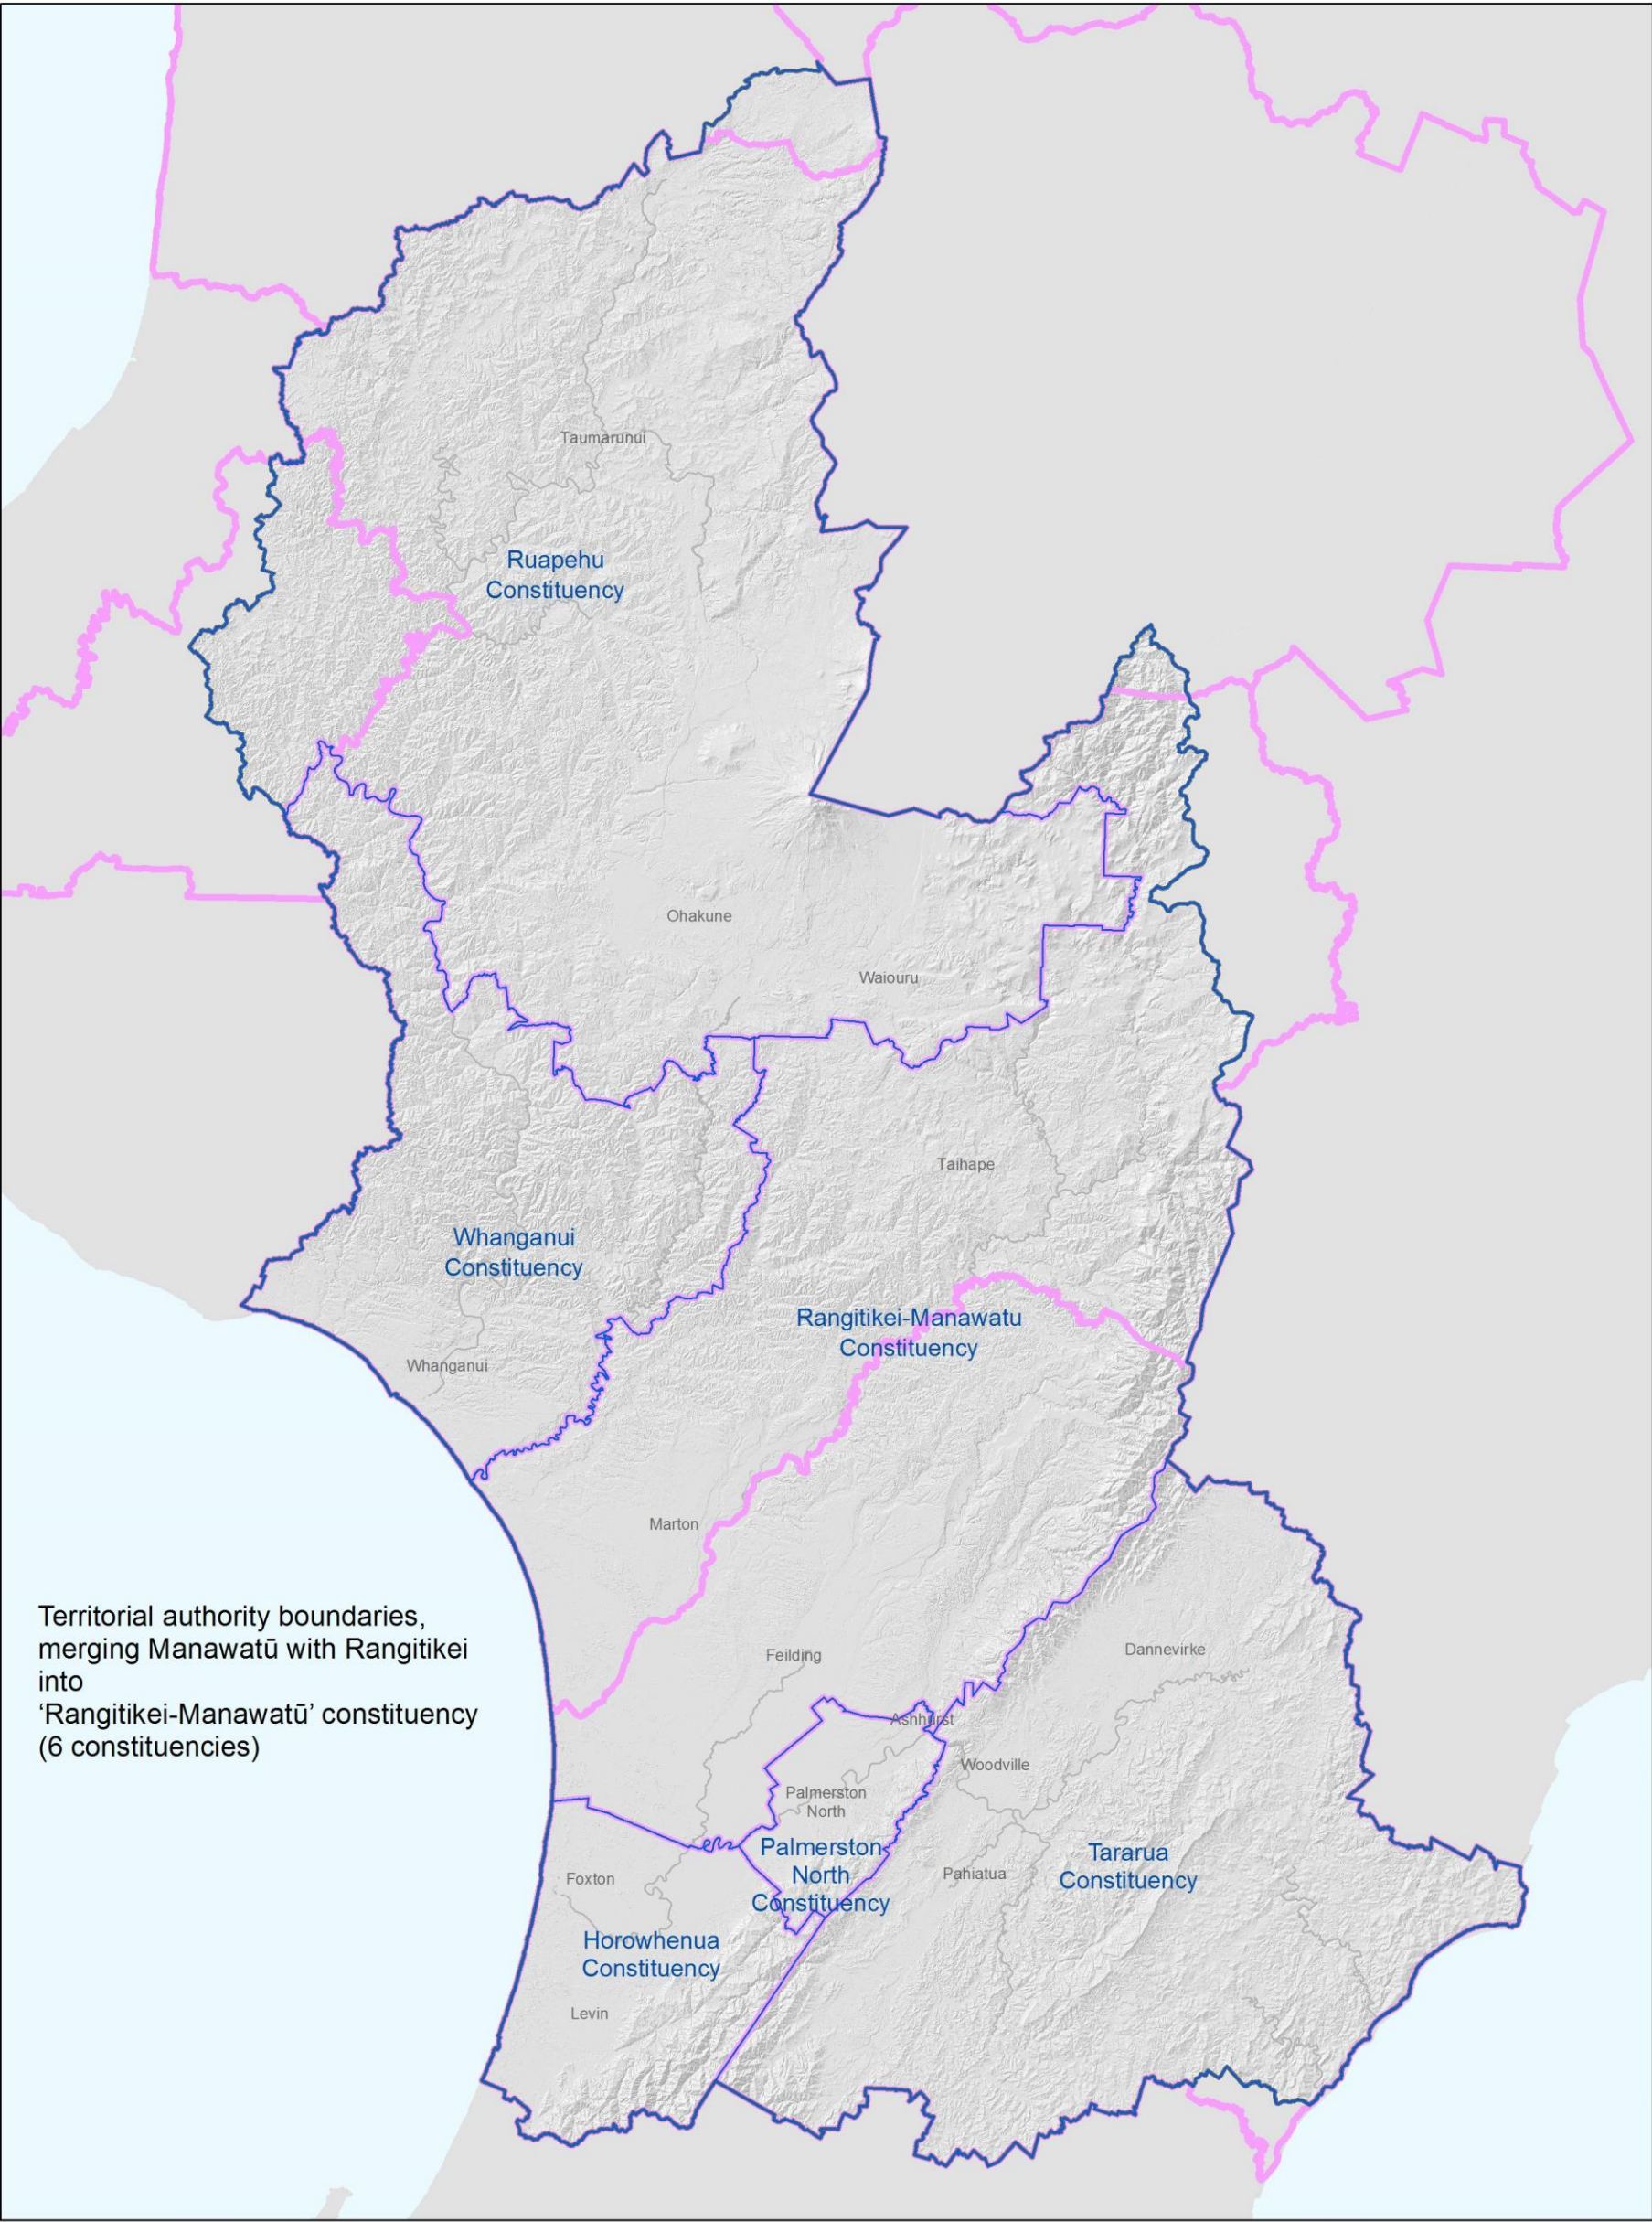 Taumarunui
Ruapehu
Constituency
Ohakune
Waiouru
Taihape
Whanganui
Constituency
Rangitikei-Manawatu
Constituency
Whanganui
Marton
Territorial authority boundaries,
merging Manawatū with Rangitikei
into
‘Rangitikei-Manawatū’ constituency
(6 constituencies)
Feilding
Dannevirke
Ashhurst
Woodville
Palmerston
North
Palmerston
North
Constituency
Tararua
Constituency
Pahiatua
Foxton
Horowhenua
Constituency
Levin